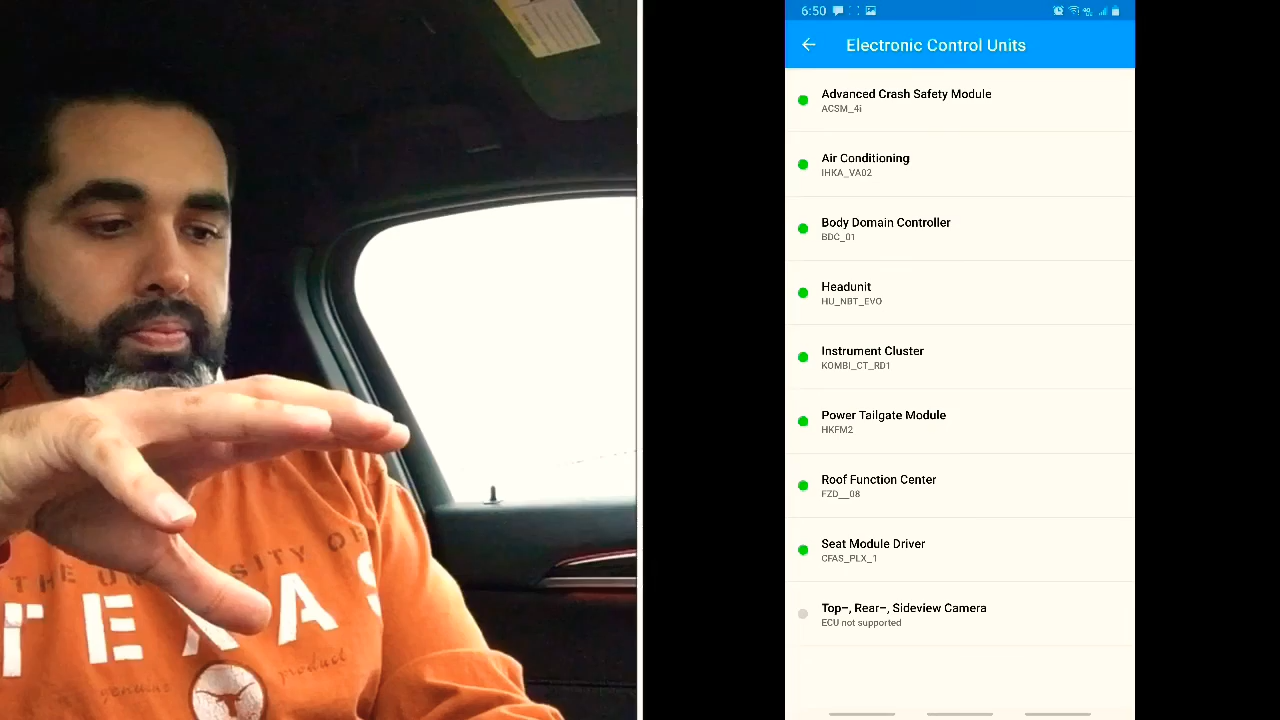 THE UNIVERSITY OF
TEXAS
genuine product
6:50
Electronic Control Units
Advanced Crash Safety Module
ACSM_4i
Air Conditioning
IHKA_VA02
Body Domain Controller
BDC_01
Headunit
HU_NBT_EVO
Instrument Cluster
KOMBI_CT_RD1
Power Tailgate Module
HKFM2
Roof Function Center
FZD__08
Seat Module Driver
CFAS_PLX_1
Top-, Rear-, Sideview Camera
ECU not supported